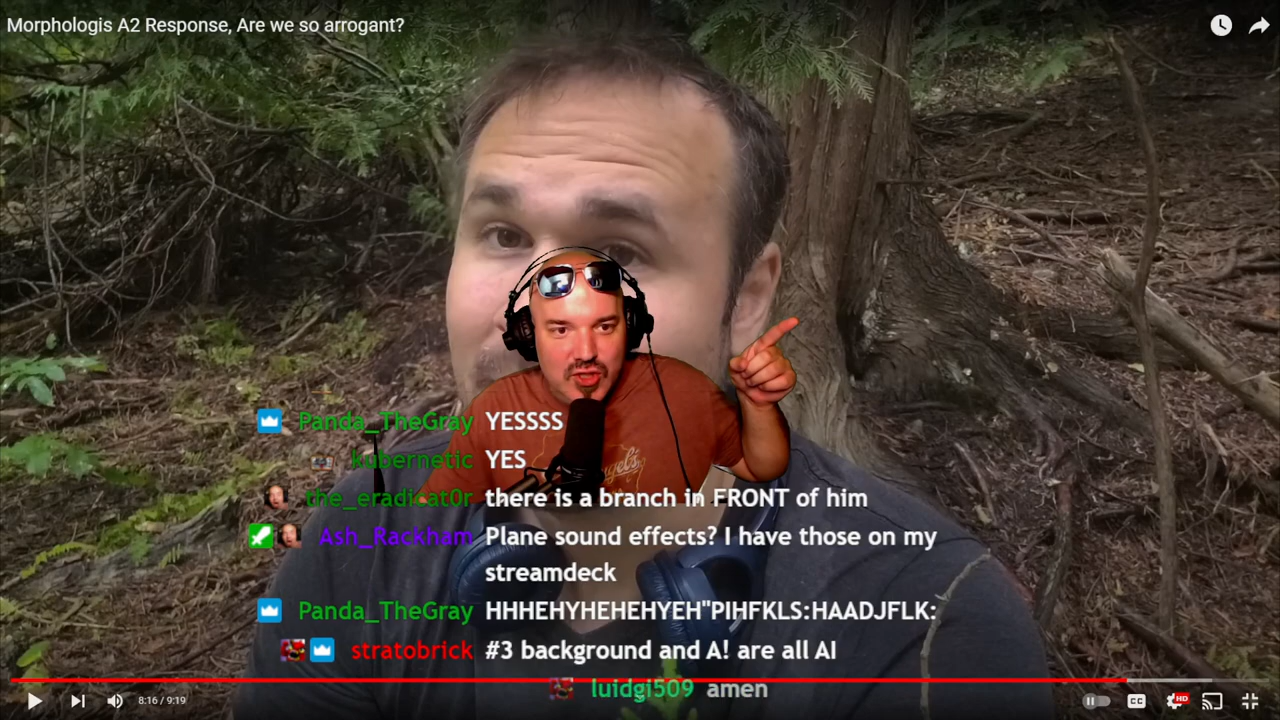 Morphologis A2 Response, Are we so arrogant?
Panda_TheGray YESSSS
kubernetic YES
the_eradicat0r there is a branch in FRONT of him
Ash_Rackham Plane sound effects? I have those on my
streamdeck
Panda_TheGray HHHEHYHEHEHYEH"PIHFKLS:HAADJFLK:
stratobrick #3 background and A! are all AI
luidgi509 amen
8:16 / 9:19
CC
HD